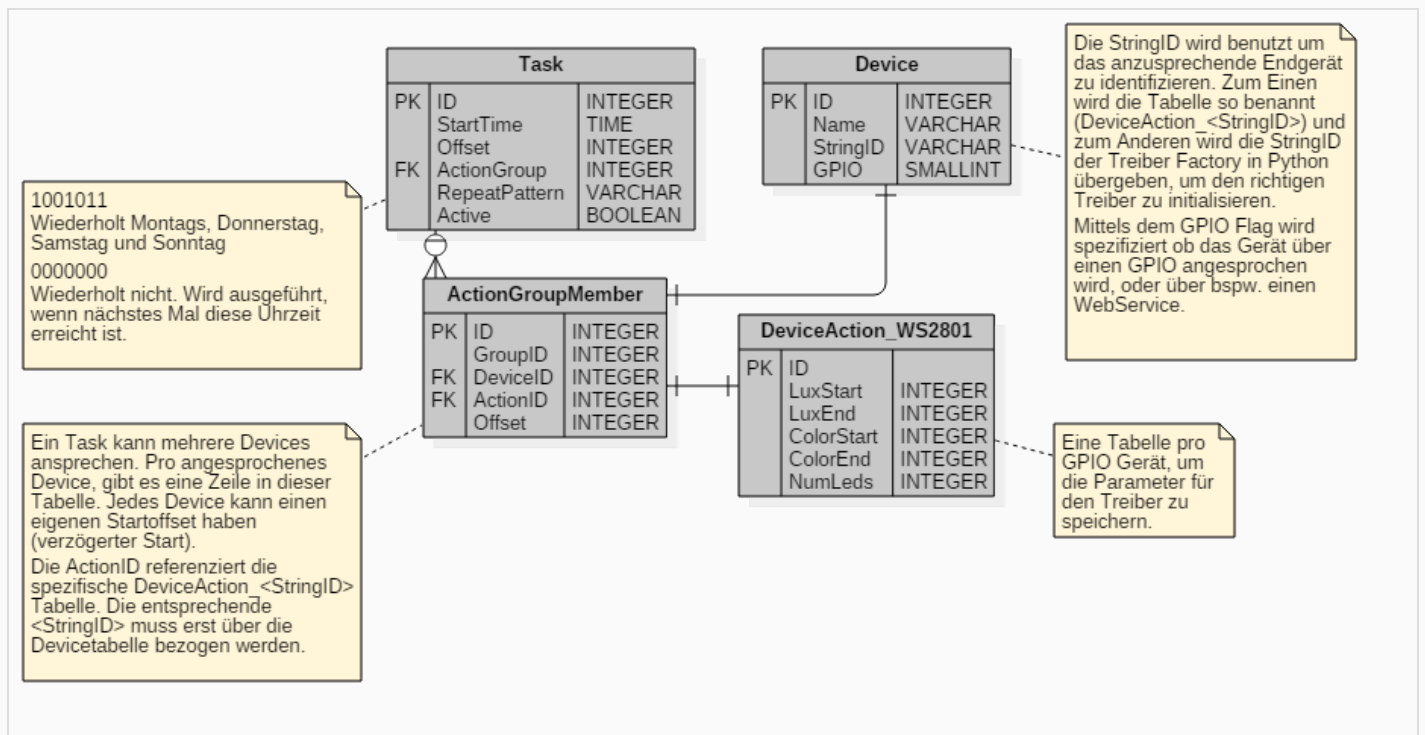 Task
PK ID INTEGER
StartTime TIME
Offset INTEGER
FK ActionGroup INTEGER
RepeatPattern VARCHAR
Active BOOLEAN
Device
PK ID INTEGER
Name VARCHAR
StringID VARCHAR
GPIO SMALLINT
Die StringID wird benutzt um
das anzusprechende Endgerät
zu identifizieren. Zum Einen
wird die Tabelle so benannt
(DeviceAction_<StringID>) und
zum Anderen wird die StringID
der Treiber Factory in Python
übergeben, um den richtigen
Treiber zu initialisieren.
Mittels dem GPIO Flag wird
spezifiziert ob das Gerät über
einen GPIO angesprochen
wird, oder über bspw. einen
WebService.
1001011
Wiederholt Montags, Donnerstag,
Samstag und Sonntag
0000000
Wiederholt nicht. Wird ausgeführt,
wenn nächstes Mal diese Uhrzeit
erreicht ist.
ActionGroupMember
PK ID INTEGER
GroupID INTEGER
FK DeviceID INTEGER
FK ActionID INTEGER
Offset INTEGER
DeviceAction_WS2801
PK ID
LuxStart INTEGER
LuxEnd INTEGER
ColorStart INTEGER
ColorEnd INTEGER
NumLeds INTEGER
Ein Task kann mehrere Devices
ansprechen. Pro angesprochenes
Device, gibt es eine Zeile in dieser
Tabelle. Jedes Device kann einen
eigenen Startoffset haben
(verzögerter Start).
Die ActionID referenziert die
spezifische DeviceAction_<StringID>
Tabelle. Die entsprechende
<StringID> muss erst über die
Devicetabelle bezogen werden.
Eine Tabelle pro
GPIO Gerät, um
die Parameter für
den Treiber zu
speichern.